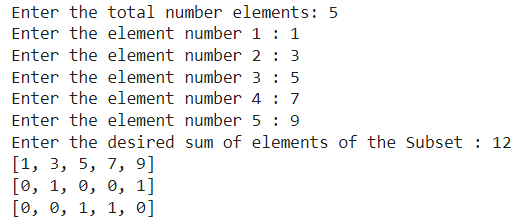 Enter the total number elements: 5
Enter the element number 1 : 1
Enter the element number 2 : 3
Enter the element number 3 : 5
Enter the element number 4 : 7
Enter the element number 5 : 9
Enter the desired sum of elements of the Subset : 12
[1, 3, 5, 7, 9]
[0, 1, 0, 0, 1]
[0, 0, 1, 1, 0]